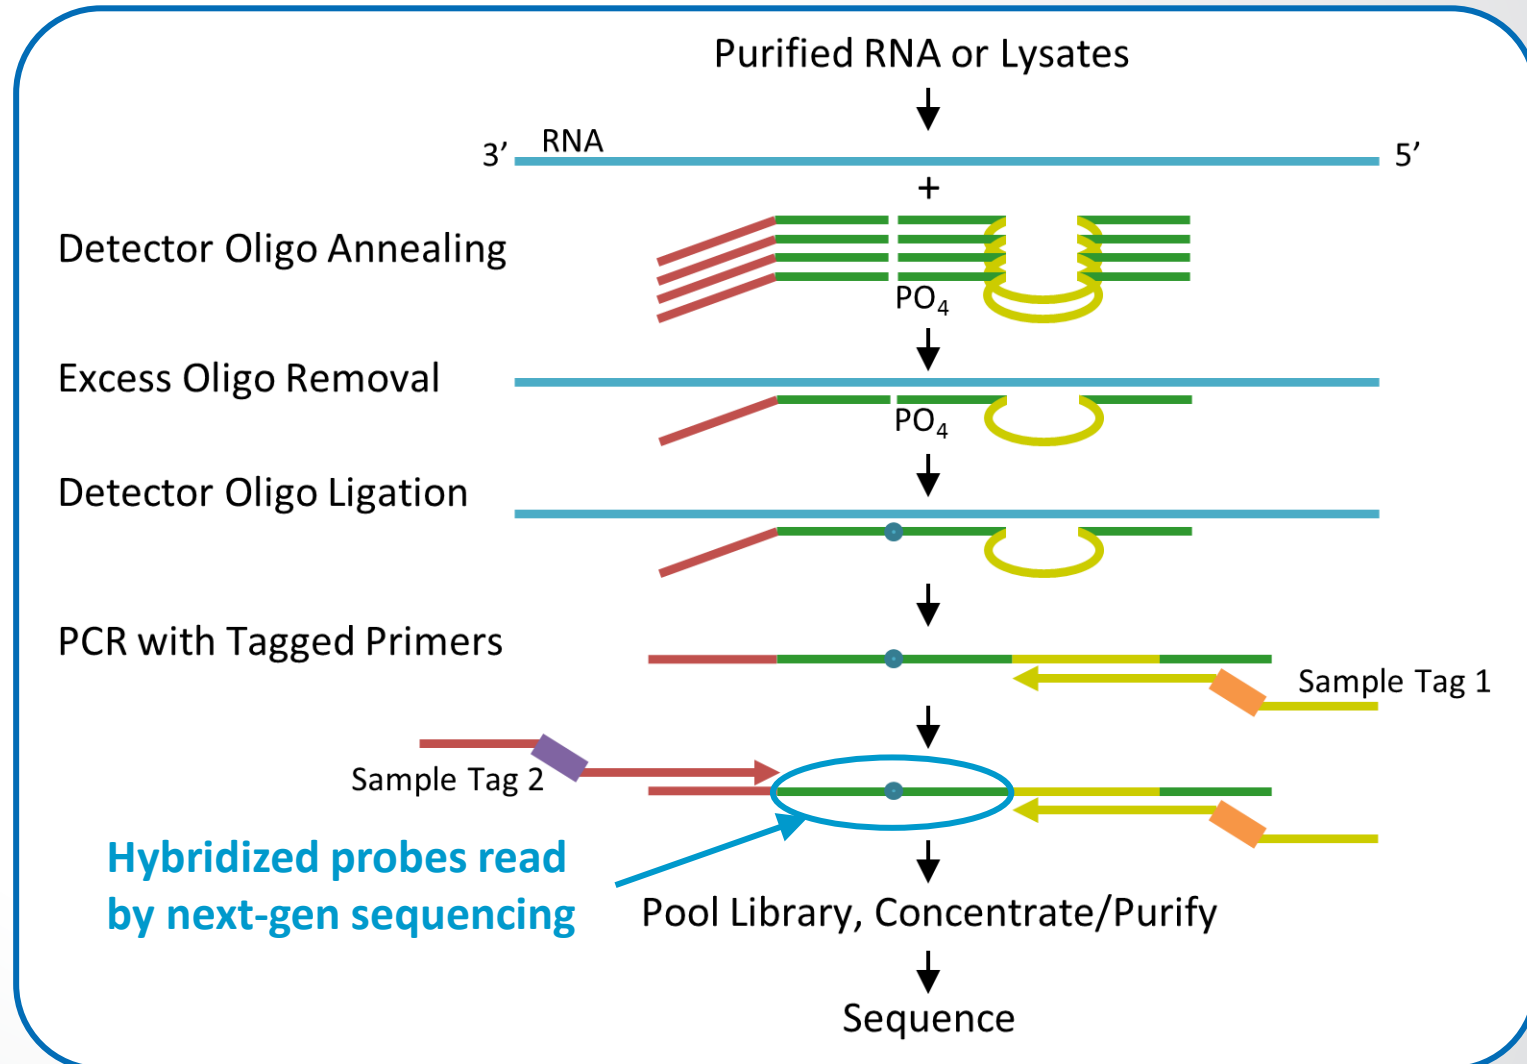 Purified RNA or Lysates
3’ RNA 5’
+
Detector Oligo Annealing
PO₄
Excess Oligo Removal
PO₄
Detector Oligo Ligation
PCR with Tagged Primers
Sample Tag 1
Sample Tag 2
Hybridized probes read
by next-gen sequencing
Pool Library, Concentrate/Purify
Sequence